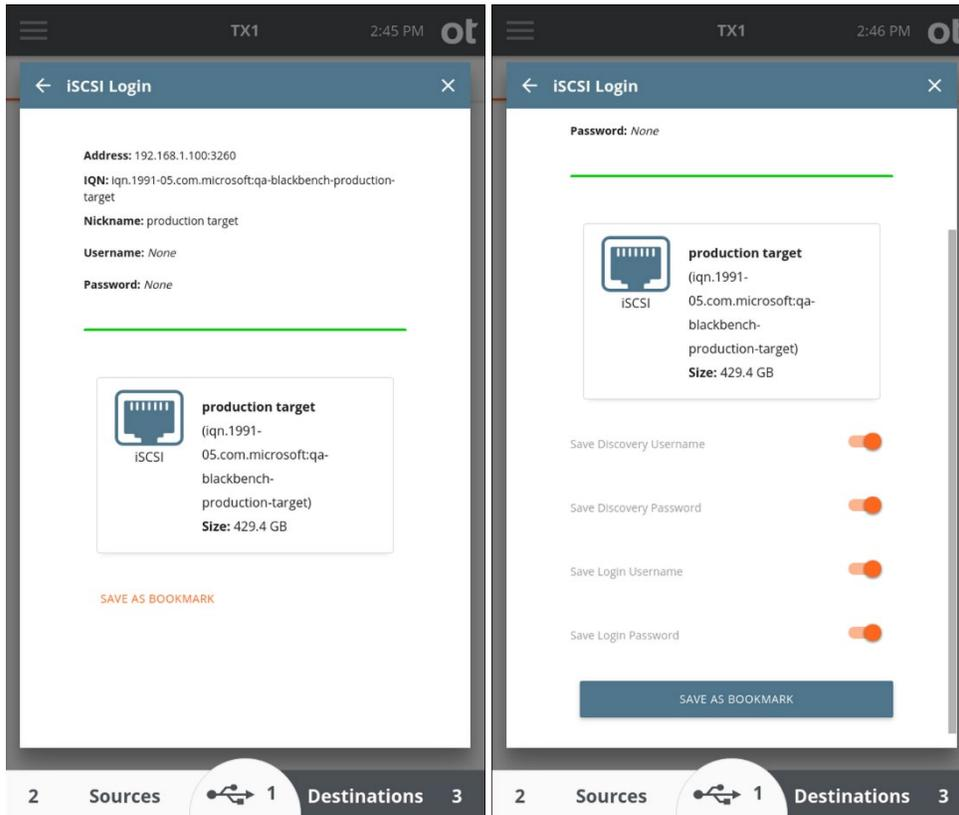 TX1
2:45 PM
ot
iSCSI Login
Address: 192.168.1.100:3260
IQN: iqn.1991-05.com.microsoft:qa-blackbench-production-
target
Nickname: production target
Username: None
Password: None
iSCSI
production target
(iqn.1991-
05.com.microsoft:qa-
blackbench-
production-target)
Size: 429.4 GB
SAVE AS BOOKMARK
2 Sources 1 Destinations 3
TX1
2:46 PM
ot
iSCSI Login
Password: None
iSCSI
production target
(iqn.1991-
05.com.microsoft:qa-
blackbench-
production-target)
Size: 429.4 GB
Save Discovery Username
Save Discovery Password
Save Login Username
Save Login Password
SAVE AS BOOKMARK
2 Sources 1 Destinations 3